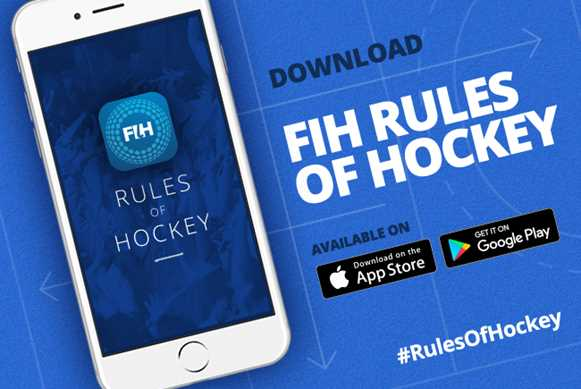 FIH
RULES
OF
HOCKEY
DOWNLOAD
FIH RULES
OF HOCKEY
AVAILABLE ON
Download on the
App Store
GET IT ON
Google Play
#RulesOfHockey